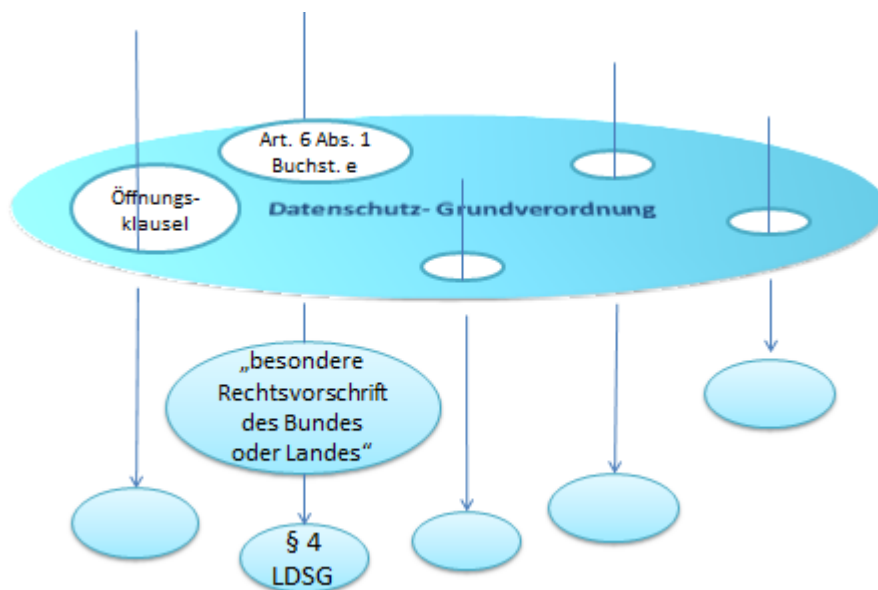 Art. 6 Abs. 1
Buchst. e
Öffnungs-
klausel
Datenschutz- Grundverordnung
„besondere
Rechtsvorschrift
des Bundes
oder Landes“
§ 4
LDSG